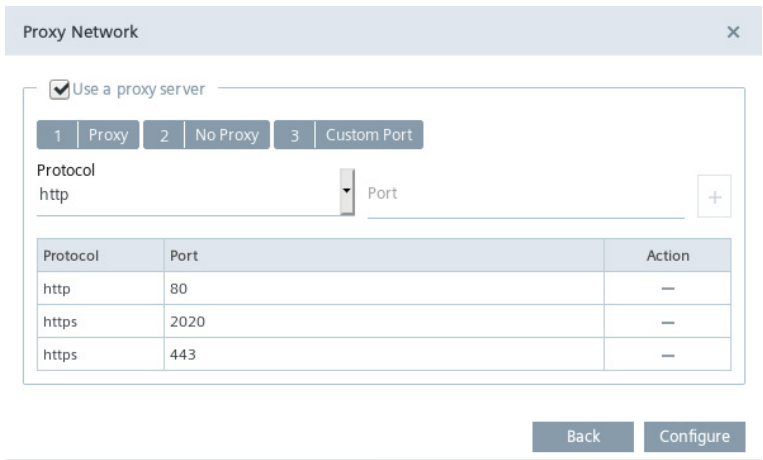 Proxy Network
Use a proxy server
1 Proxy 2 No Proxy 3 Custom Port
Protocol
http Port +
Protocol Port Action
http 80 —
https 2020 —
https 443 —
Back Configure